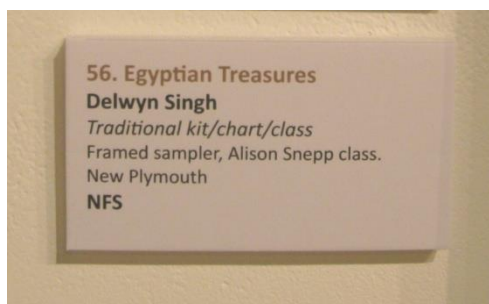 56. Egyptian Treasures
Delwyn Singh
Traditional kit/chart/class
Framed sampler, Alison Snepp class.
New Plymouth
NFS